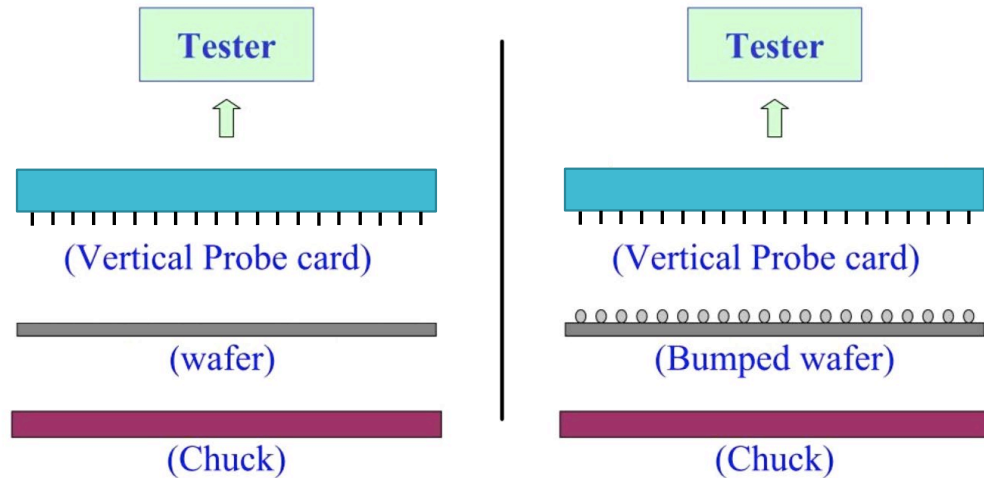 Tester
(Vertical Probe card)
(wafer)
(Chuck)
Tester
(Vertical Probe card)
(Bumped wafer)
(Chuck)